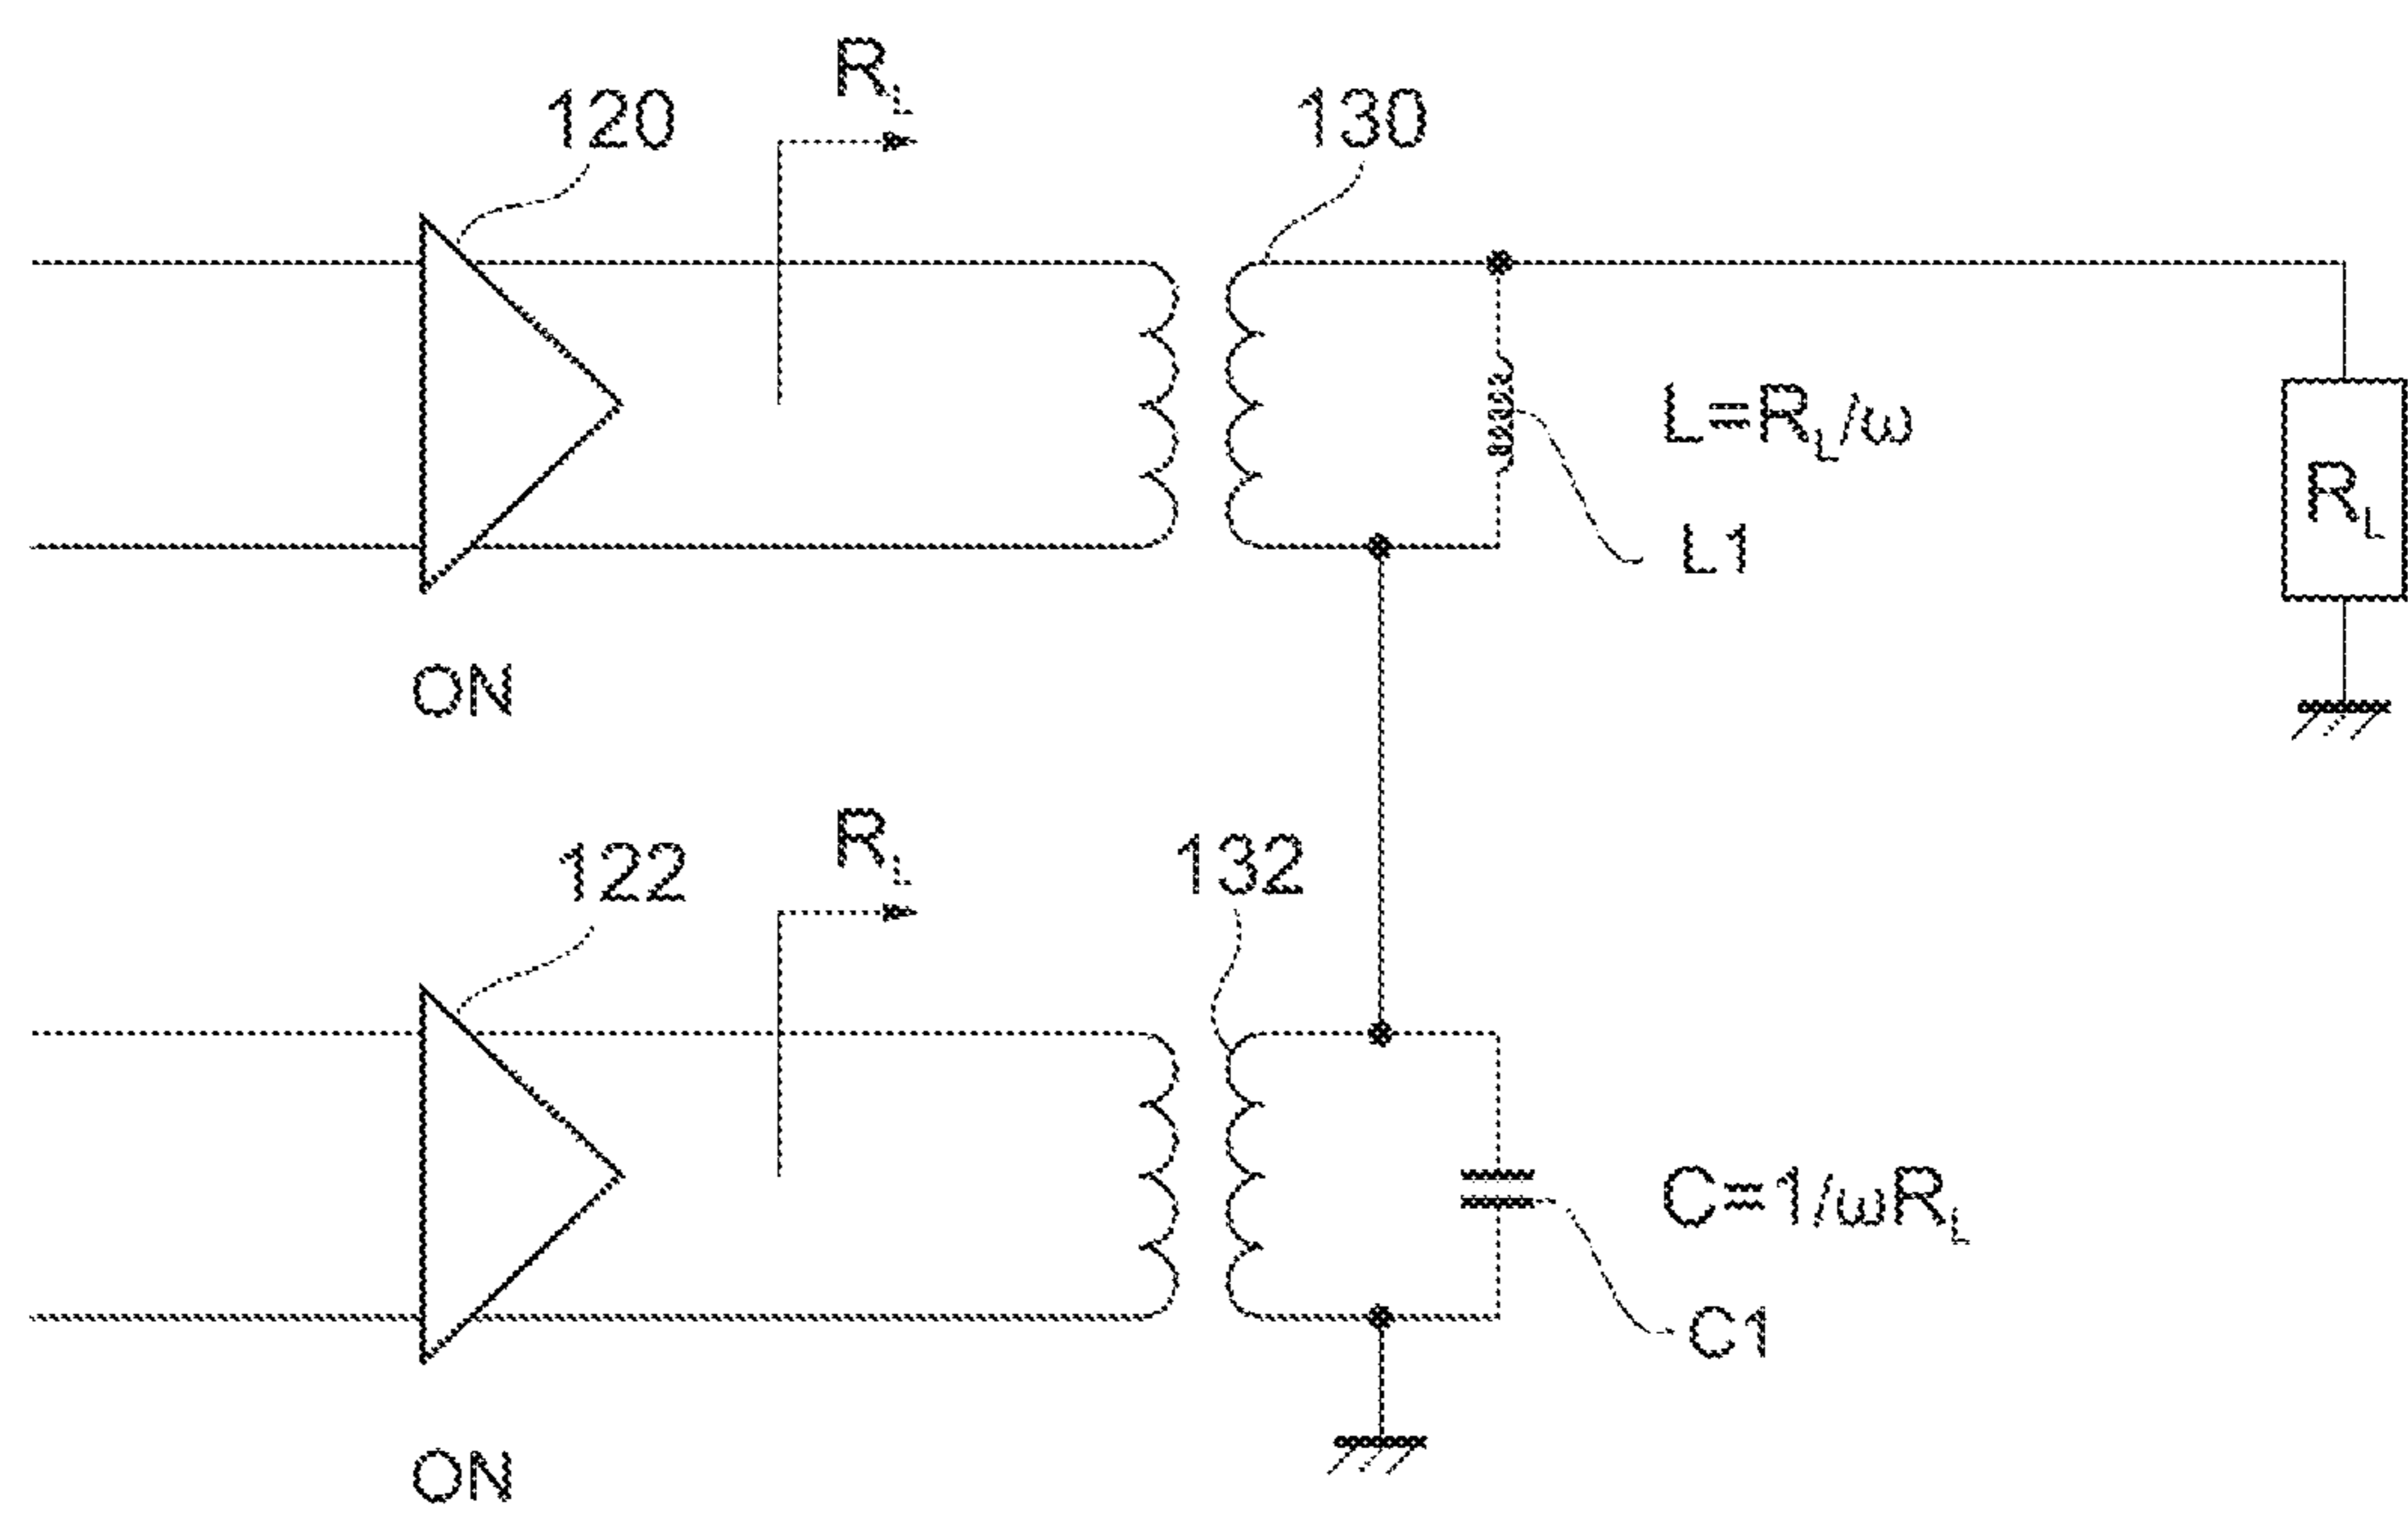 R_L
120
130
L=R_L/ω
R_L
L1
ON
R_L
122
132
C=1/ωR_L
C1
ON